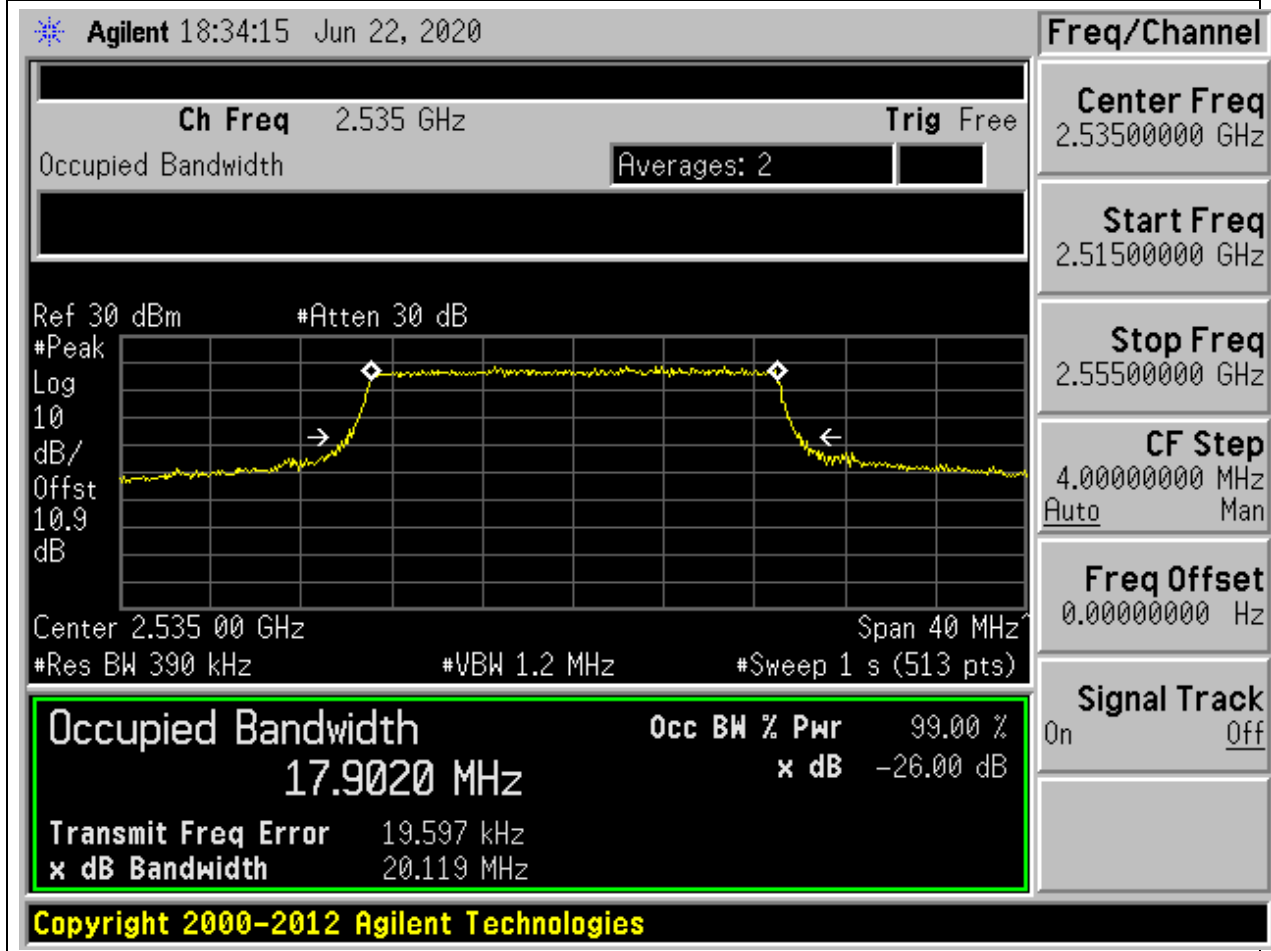 Agilent 18:34:15 Jun 22, 2020
Ch Freq 2.535 GHz Trig Free
Occupied Bandwidth Averages: 2
Ref 30 dBm #Atten 30 dB
#Peak
Log
10
dB/
Offst
10.9
dB
Center 2.535 00 GHz Span 40 MHz^
#Res BW 390 kHz #VBW 1.2 MHz #Sweep 1 s (513 pts)
Occupied Bandwidth
17.9020 MHz
Occ BW % Pwr 99.00 %
x dB -26.00 dB
Transmit Freq Error 19.597 kHz
x dB Bandwidth 20.119 MHz
Copyright 2000-2012 Agilent Technologies
Freq/Channel
Center Freq
2.53500000 GHz
Start Freq
2.51500000 GHz
Stop Freq
2.55500000 GHz
CF Step
4.00000000 MHz
Auto Man
Freq Offset
0.00000000 Hz
Signal Track
On Off